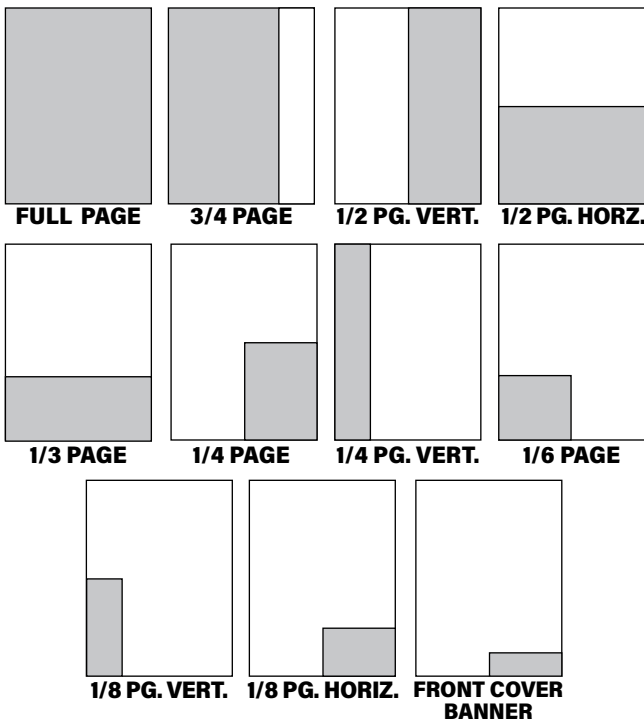 FULL PAGE
3/4 PAGE
1/2 PG. VERT.
1/2 PG. HORZ.
1/3 PAGE
1/4 PAGE
1/4 PG. VERT.
1/6 PAGE
1/8 PG. VERT.
1/8 PG. HORIZ.
FRONT COVER
BANNER